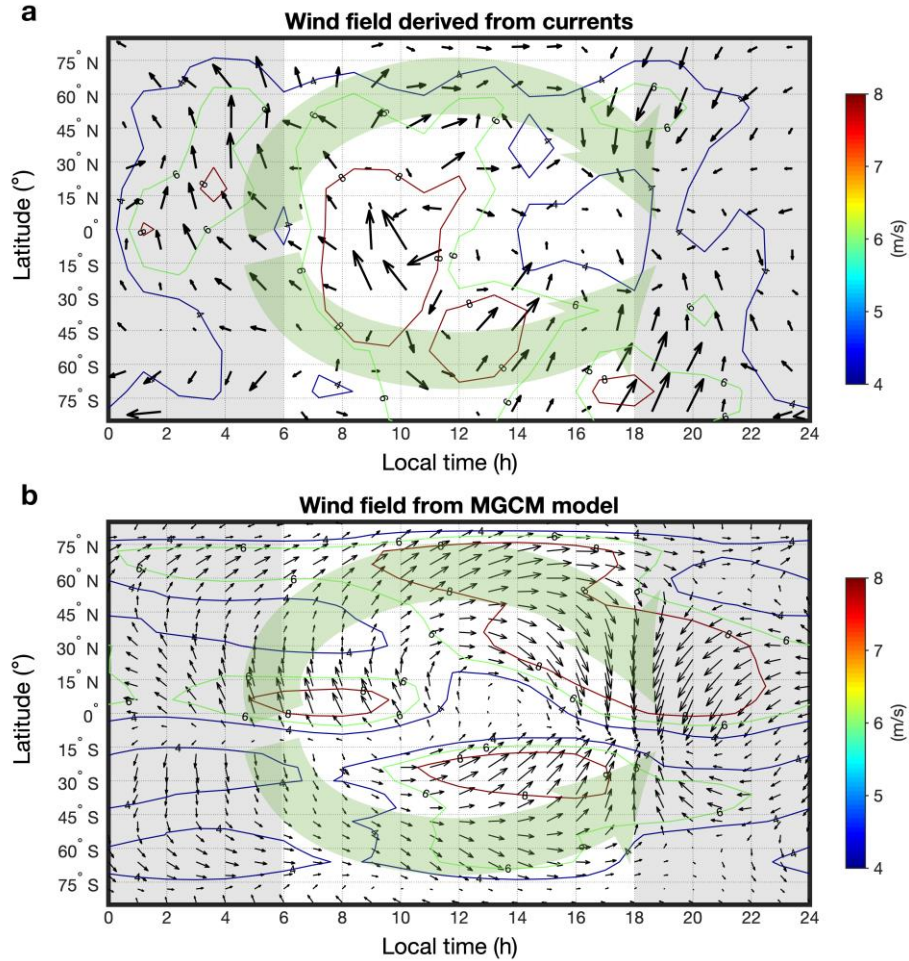 a
Wind field derived from currents
75° N
60° N
45° N
30° N
15° N
0°
15° S
30° S
45° S
60° S
75° S
Latitude (°)
0 2 4 6 8 10 12 14 16 18 20 22 24
Local time (h)
8
7
6
5
4
(m/s)
b
Wind field from MGCM model
75° N
60° N
45° N
30° N
15° N
0°
15° S
30° S
45° S
60° S
75° S
Latitude (°)
0 2 4 6 8 10 12 14 16 18 20 22 24
Local time (h)
8
7
6
5
4
(m/s)